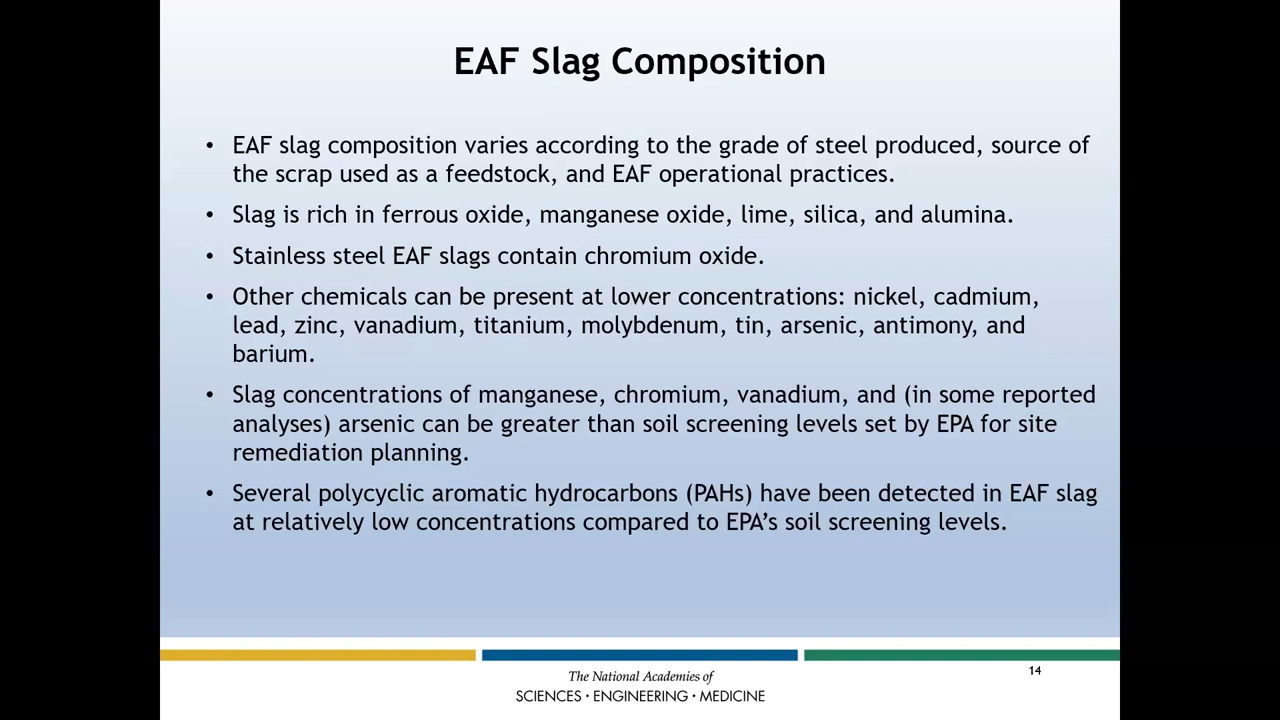 EAF Slag Composition
• EAF slag composition varies according to the grade of steel produced, source of
the scrap used as a feedstock, and EAF operational practices.
• Slag is rich in ferrous oxide, manganese oxide, lime, silica, and alumina.
• Stainless steel EAF slags contain chromium oxide.
• Other chemicals can be present at lower concentrations: nickel, cadmium,
lead, zinc, vanadium, titanium, molybdenum, tin, arsenic, antimony, and
barium.
• Slag concentrations of manganese, chromium, vanadium, and (in some reported
analyses) arsenic can be greater than soil screening levels set by EPA for site
remediation planning.
• Several polycyclic aromatic hydrocarbons (PAHs) have been detected in EAF slag
at relatively low concentrations compared to EPA’s soil screening levels.
The National Academies of
SCIENCES • ENGINEERING • MEDICINE
14